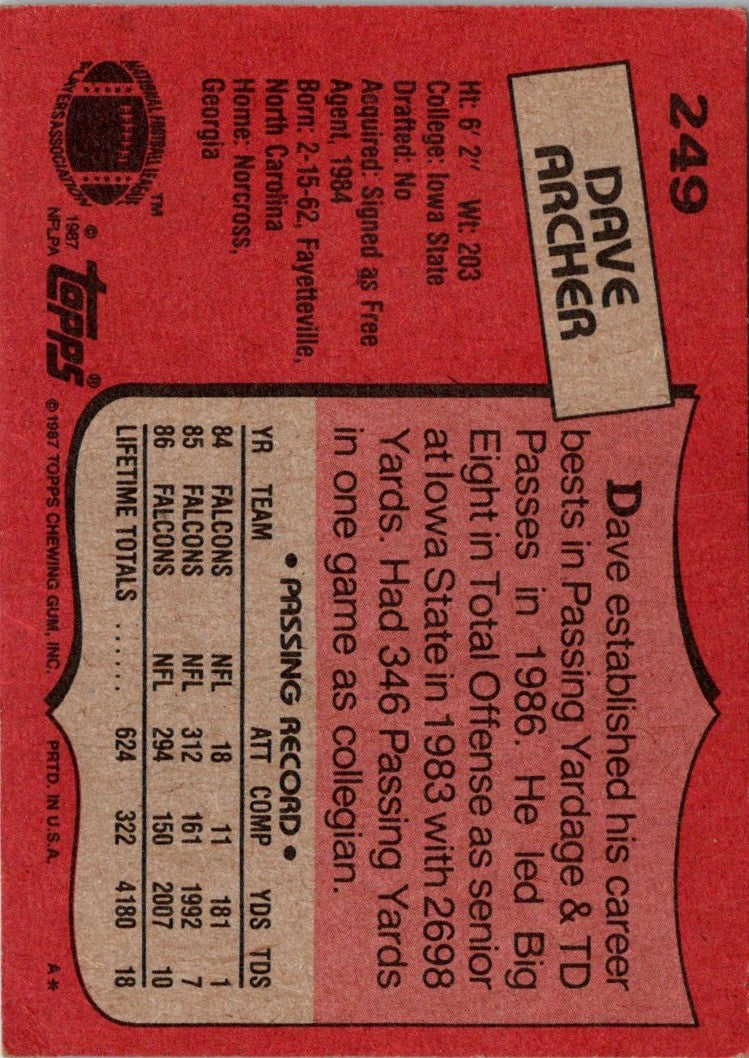 249
DAVE
ARCHER
Ht: 6' 2" Wt: 203
College: Iowa State
Drafted: No
Acquired: Signed as Free
Agent, 1984
Born: 2-15-62, Fayetteville,
North Carolina
Home: Norcross,
Georgia
NATIONAL FOOTBALL LEAGUE
PLAYERS ASSOCIATION
™
© 1987
NFLPA
topps®
Dave established his career
bests in Passing Yardage & TD
Passes in 1986. He led Big
Eight in Total Offense as senior
at Iowa State in 1983 with 2698
Yards. Had 346 Passing Yards
in one game as collegian.
• PASSING RECORD •
YR TEAM ATT COMP YDS TDS
84 FALCONS NFL 18 11 181 1
85 FALCONS NFL 312 161 1992 7
86 FALCONS NFL 294 150 2007 10
LIFETIME TOTALS ...... 624 322 4180 18
© 1987 TOPPS CHEWING GUM, INC. PRTD. IN U.S.A. A*